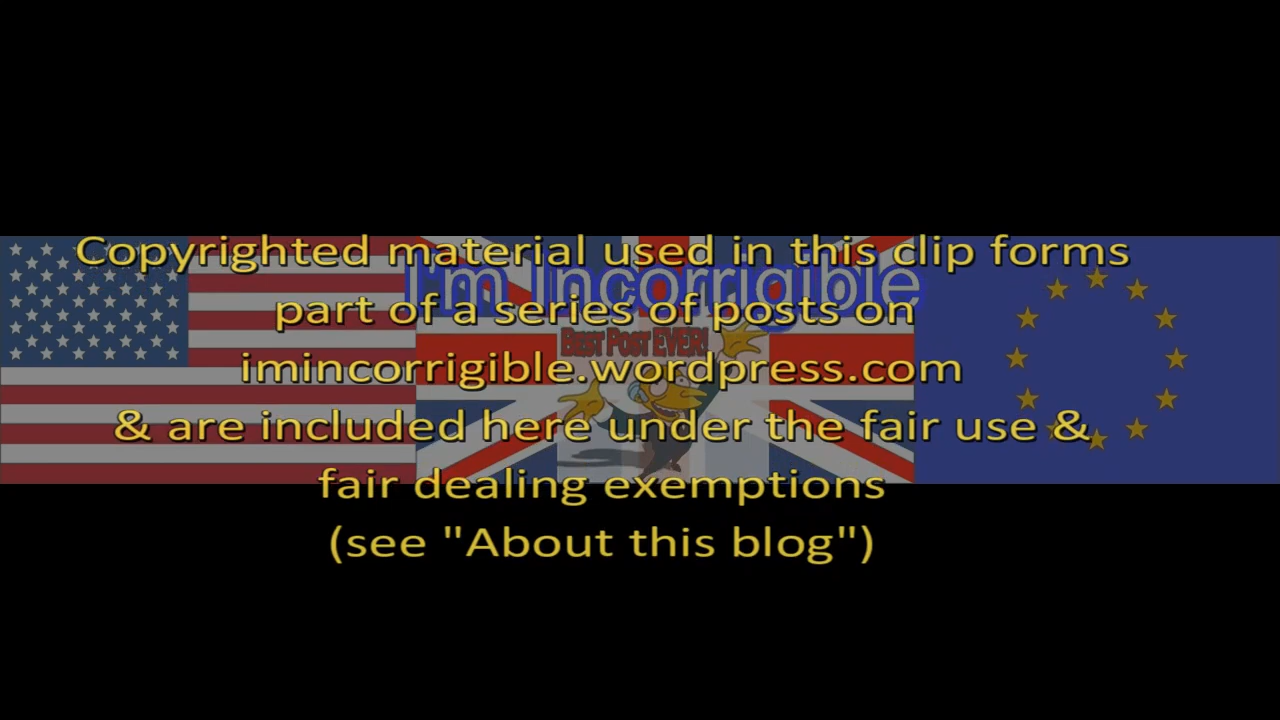 Copyrighted material used in this clip forms
I'm Incorrigible
part of a series of posts on
BEST POST EVER!
imincorrigible.wordpress.com
& are included here under the fair use &
fair dealing exemptions
(see "About this blog")